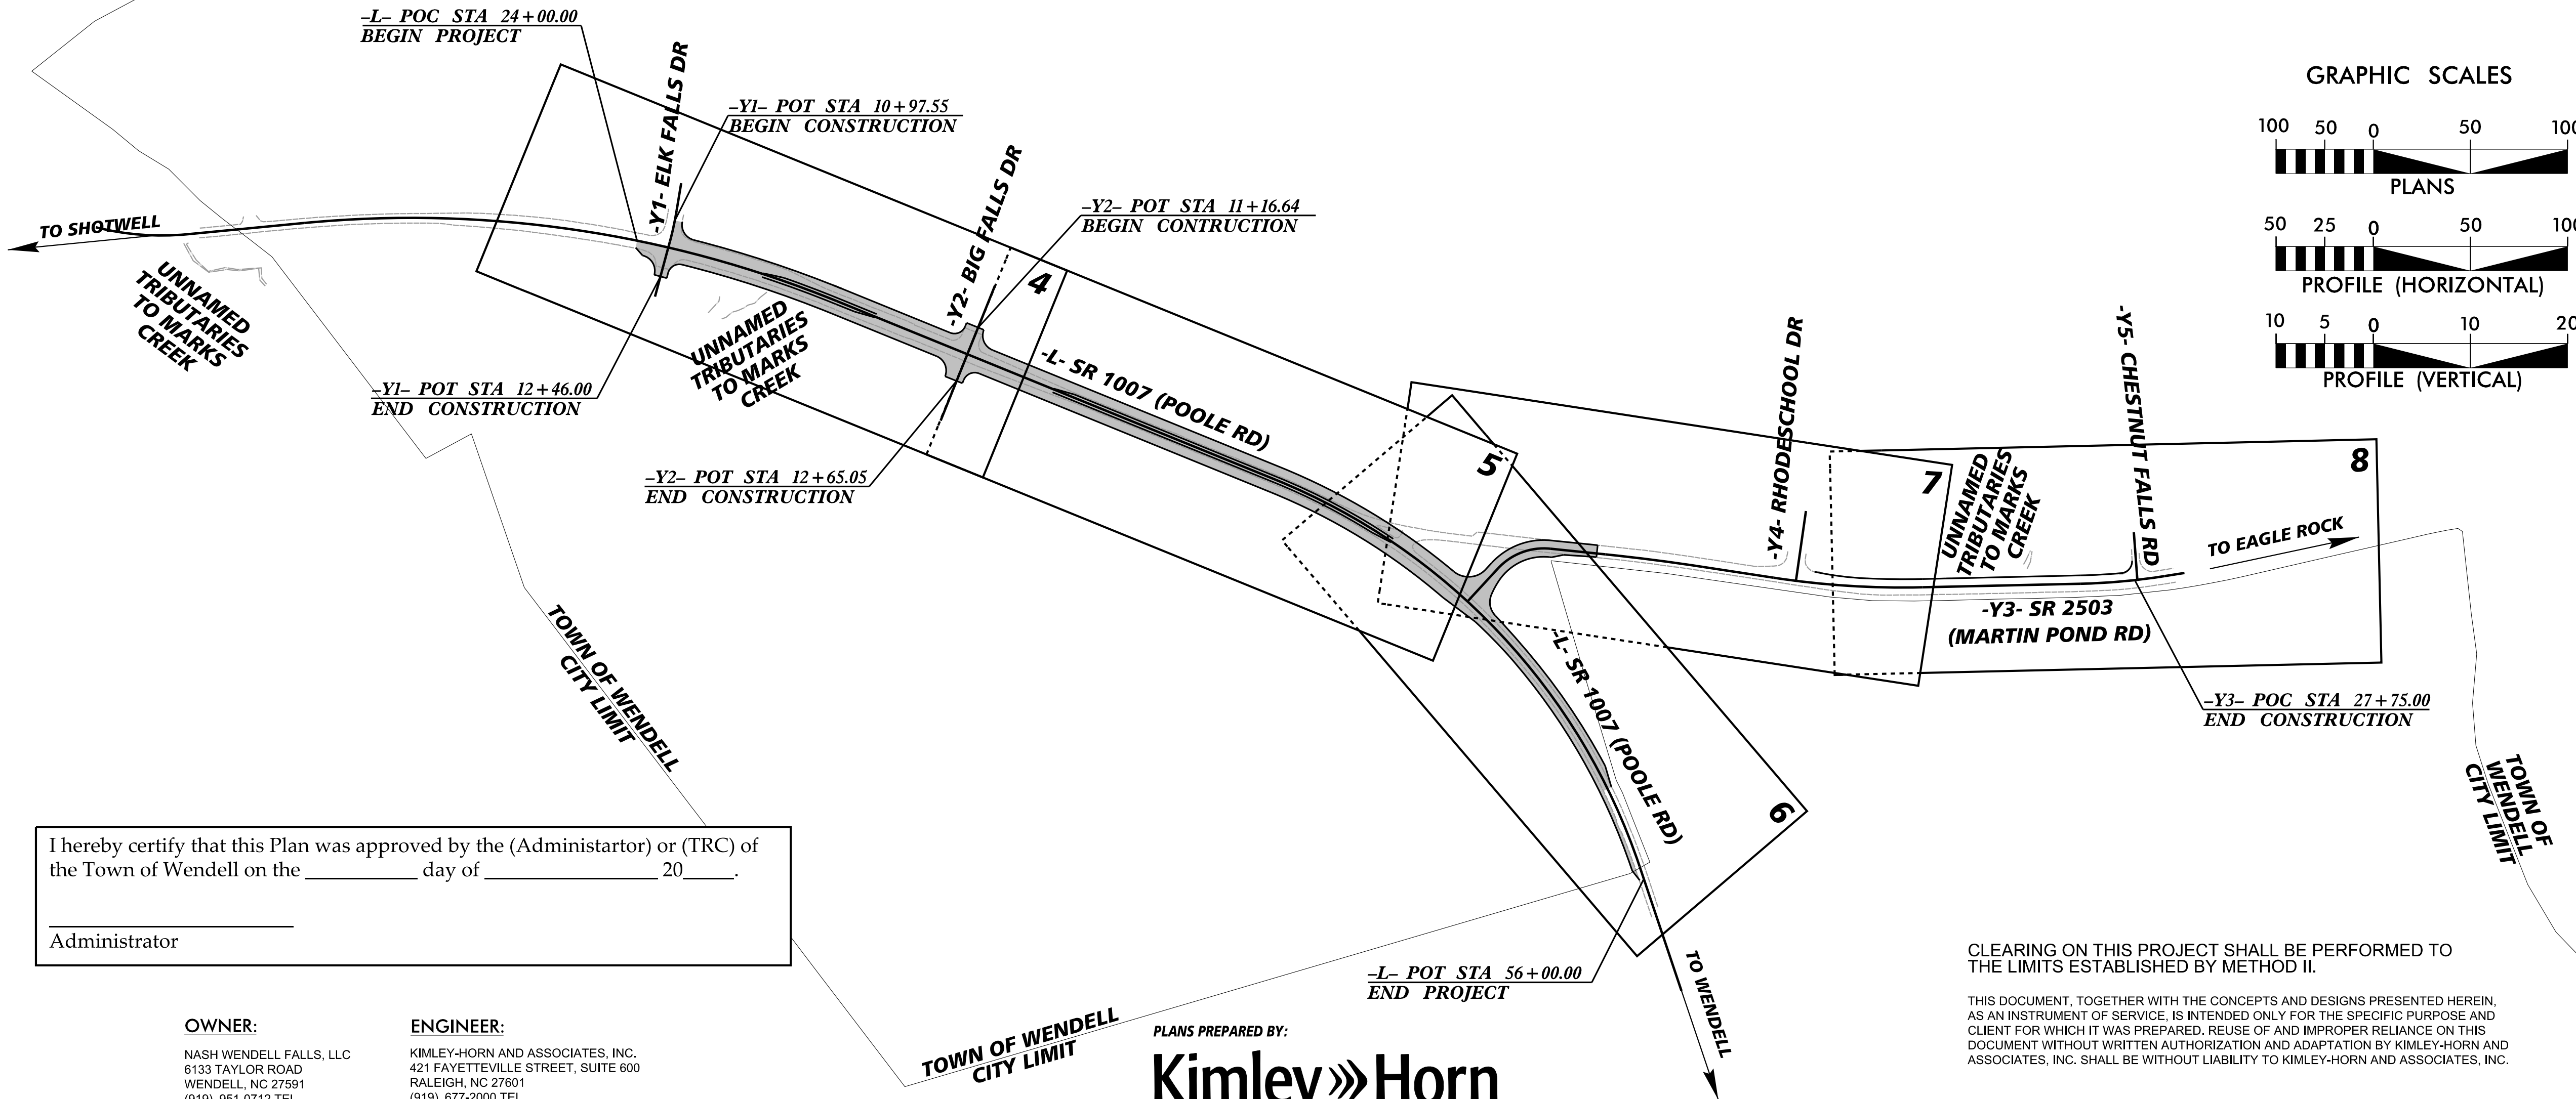 –L– POC STA 24+00.00
BEGIN PROJECT
-Y1- ELK FALLS DR
–Y1– POT STA 10+97.55
BEGIN CONSTRUCTION
-Y2- BIG FALLS DR
–Y2– POT STA 11+16.64
BEGIN CONTRUCTION
GRAPHIC SCALES
100 50 0 50 100
PLANS
50 25 0 50 100
PROFILE (HORIZONTAL)
10 5 0 10 20
PROFILE (VERTICAL)
TO SHOTWELL
UNNAMED
TRIBUTARIES
TO MARKS
CREEK
UNNAMED
TRIBUTARIES
TO MARKS
CREEK
4
-L- SR 1007 (POOLE RD)
–Y1– POT STA 12+46.00
END CONSTRUCTION
–Y2– POT STA 12+65.05
END CONSTRUCTION
5
-Y4- RHODESCHOOL DR
7
UNNAMED
TRIBUTARIES
TO MARKS
CREEK
-Y5- CHESTNUT FALLS RD
8
TO EAGLE ROCK
-Y3- SR 2503
(MARTIN POND RD)
–Y3– POC STA 27+75.00
END CONSTRUCTION
-L- SR 1007 (POOLE RD)
6
TOWN OF WENDELL
CITY LIMIT
TOWN OF
WENDELL
CITY LIMIT
I hereby certify that this Plan was approved by the (Administartor) or (TRC) of
the Town of Wendell on the ___________ day of _________________ 20_____.
Administrator
–L– POT STA 56+00.00
END PROJECT
TO WENDELL
TOWN OF WENDELL
CITY LIMIT
OWNER:
NASH WENDELL FALLS, LLC
6133 TAYLOR ROAD
WENDELL, NC 27591
(919) 951-0712 TEL
ENGINEER:
KIMLEY-HORN AND ASSOCIATES, INC.
421 FAYETTEVILLE STREET, SUITE 600
RALEIGH, NC 27601
(919) 677-2000 TEL
PLANS PREPARED BY:
Kimley»Horn
CLEARING ON THIS PROJECT SHALL BE PERFORMED TO
THE LIMITS ESTABLISHED BY METHOD II.
THIS DOCUMENT, TOGETHER WITH THE CONCEPTS AND DESIGNS PRESENTED HEREIN,
AS AN INSTRUMENT OF SERVICE, IS INTENDED ONLY FOR THE SPECIFIC PURPOSE AND
CLIENT FOR WHICH IT WAS PREPARED. REUSE OF AND IMPROPER RELIANCE ON THIS
DOCUMENT WITHOUT WRITTEN AUTHORIZATION AND ADAPTATION BY KIMLEY-HORN AND
ASSOCIATES, INC. SHALL BE WITHOUT LIABILITY TO KIMLEY-HORN AND ASSOCIATES, INC.